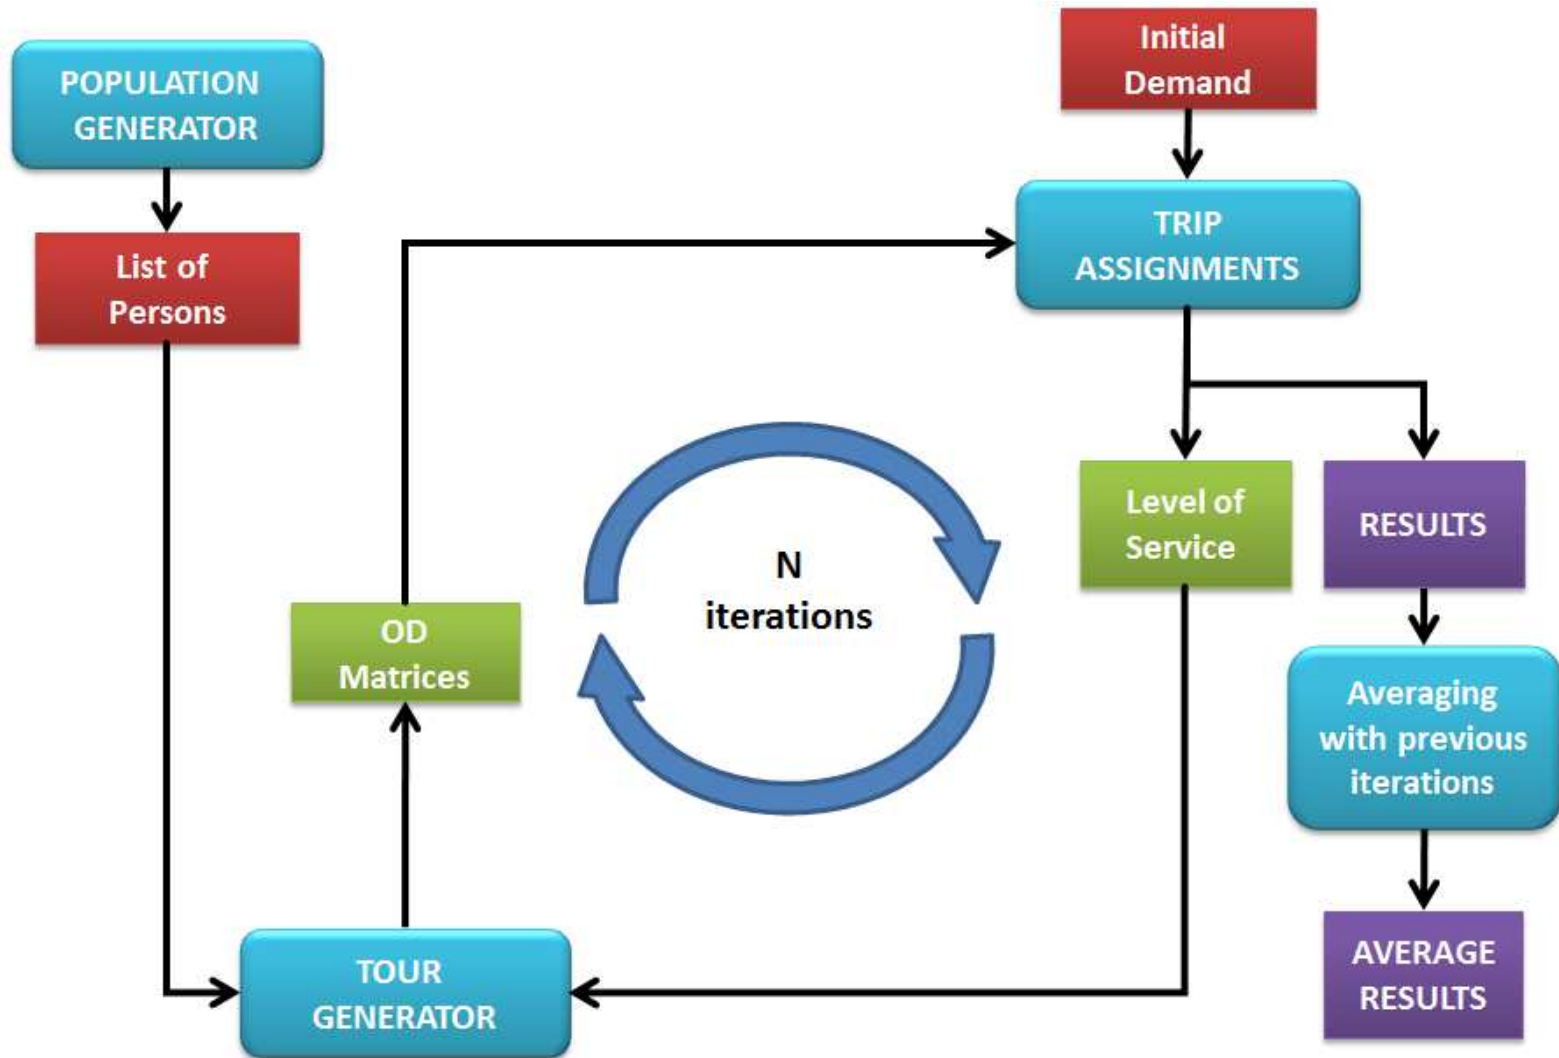 POPULATION
GENERATOR
List of
Persons
Initial
Demand
TRIP
ASSIGNMENTS
Level of
Service
RESULTS
N
iterations
OD
Matrices
Averaging
with previous
iterations
TOUR
GENERATOR
AVERAGE
RESULTS